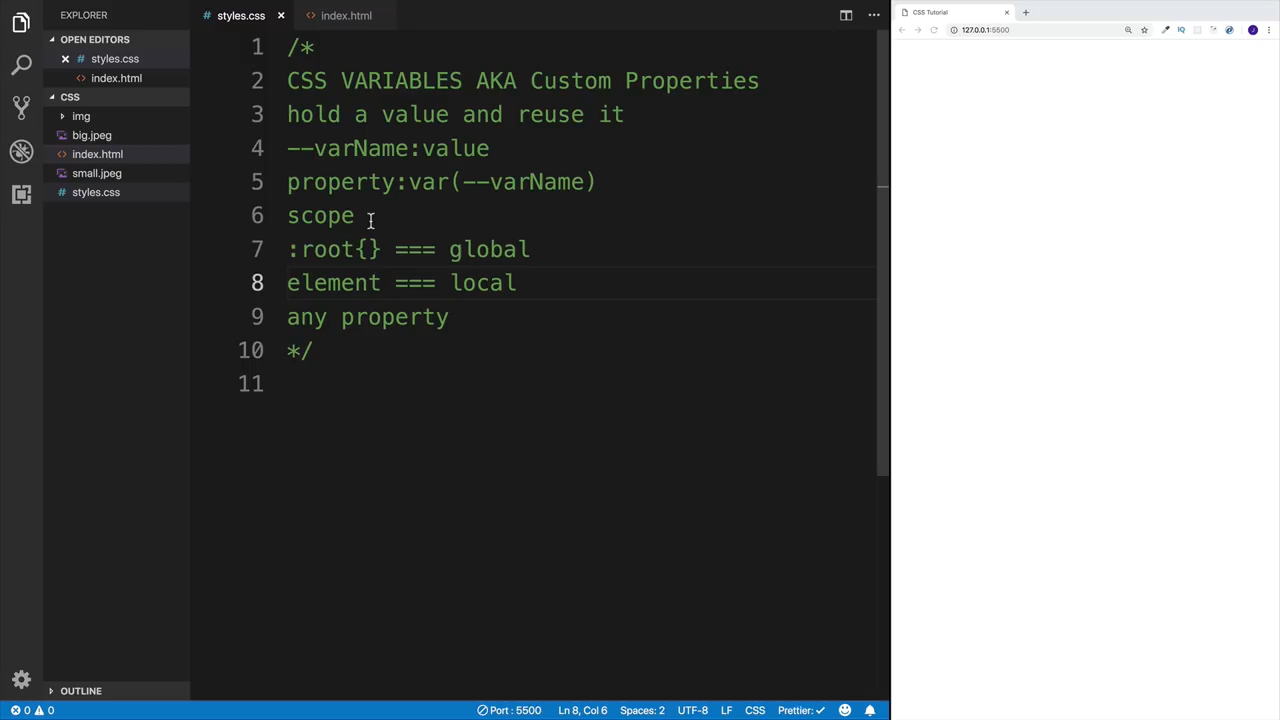 EXPLORER
OPEN EDITORS
× # styles.css
<> index.html
CSS
img
big.jpeg
<> index.html
small.jpeg
# styles.css
OUTLINE
# styles.css ×
<> index.html
1 /*
2 CSS VARIABLES AKA Custom Properties
3 hold a value and reuse it
4 --varName:value
5 property:var(--varName)
6 scope
7 :root{} === global
8 element === local
9 any property
10 */
11
0 0
Port : 5500
Ln 8, Col 6
Spaces: 2
UTF-8
LF
CSS
Prettier: ✓
CSS Tutorial
127.0.0.1:5500
IQ
J